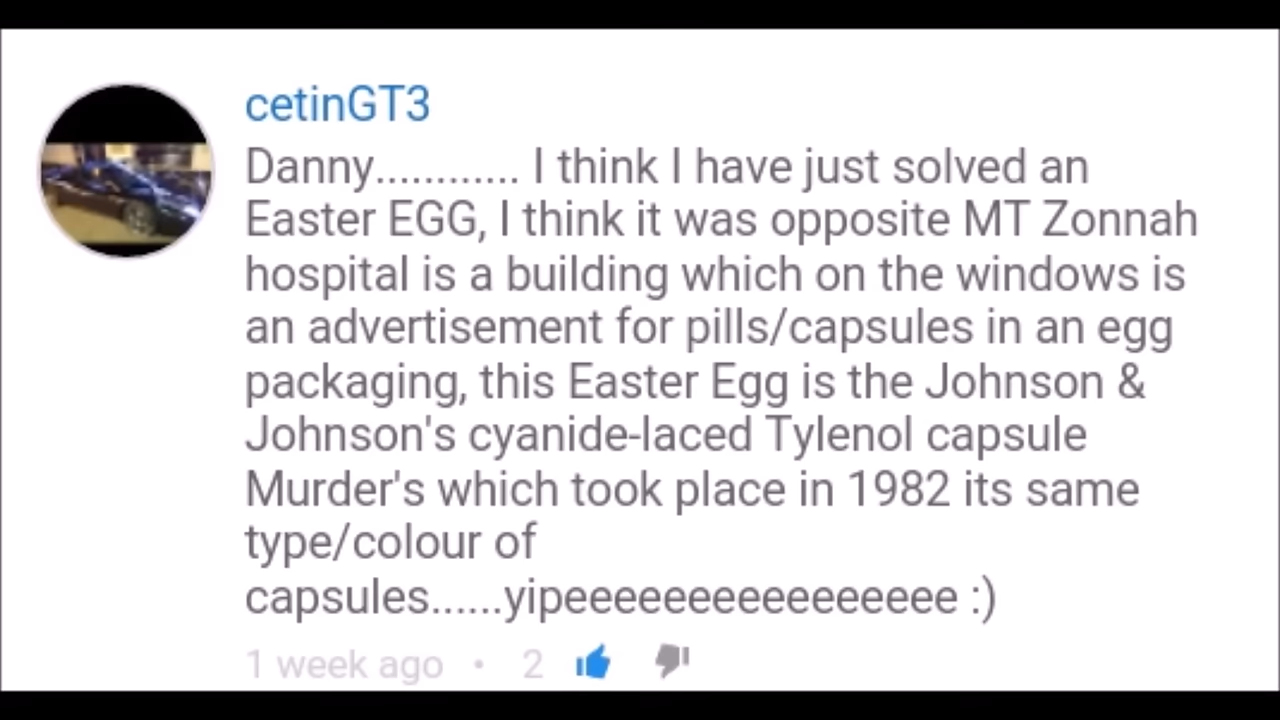 cetinGT3
Danny............ I think I have just solved an
Easter EGG, I think it was opposite MT Zonnah
hospital is a building which on the windows is
an advertisement for pills/capsules in an egg
packaging, this Easter Egg is the Johnson &
Johnson's cyanide-laced Tylenol capsule
Murder's which took place in 1982 its same
type/colour of
capsules......yipeeeeeeeeeeeeeeee :)
1 week ago • 2